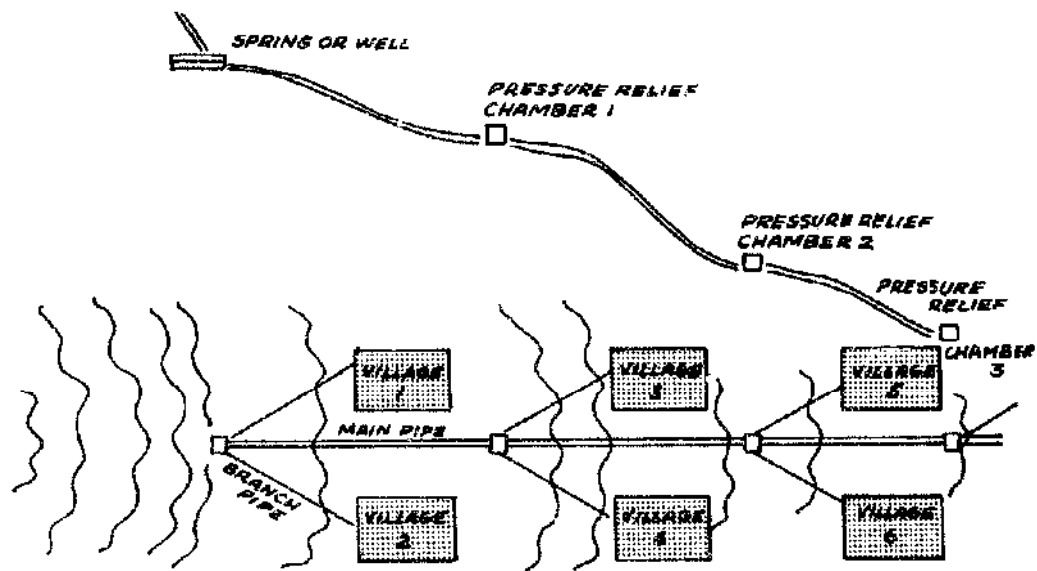 SPRING OR WELL
PRESSURE RELIEF
CHAMBER 1
PRESSURE RELIEF
CHAMBER 2
PRESSURE
RELIEF
CHAMBER
3
VILLAGE
1
VILLAGE
3
VILLAGE
5
MAIN PIPE
BRANCH
PIPE
VILLAGE
2
VILLAGE
VILLAGE
6